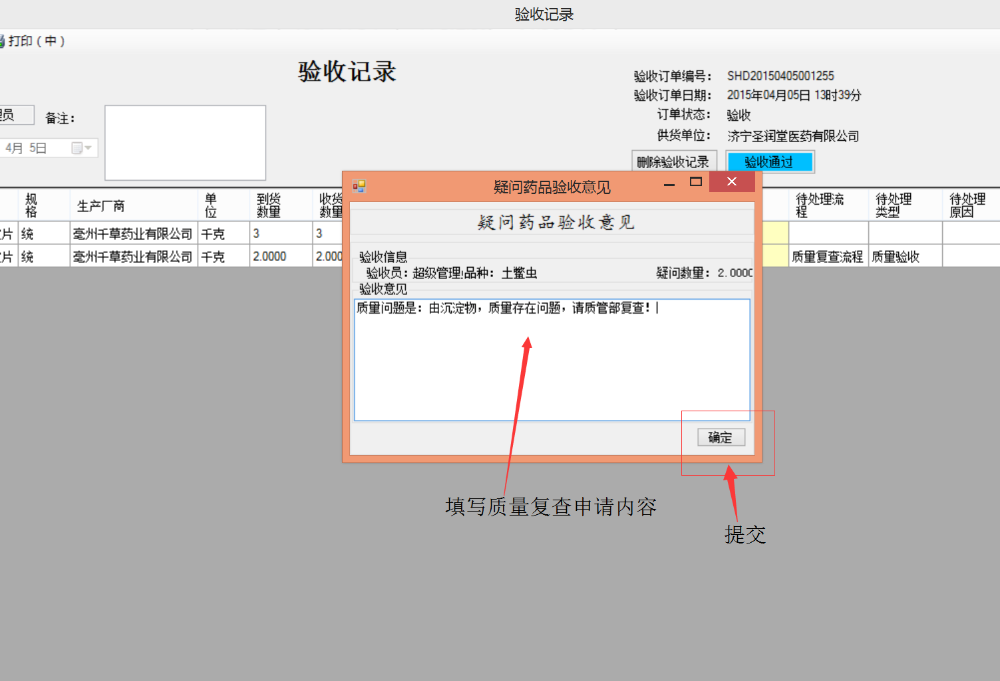 验收记录
打印（中）
验收记录
验收订单编号： SHD20150405001255
验收订单日期： 2015年04月05日 13时39分
订单状态： 验收
供货单位： 济宁圣润堂医药有限公司
员 备注：
4月 5日
删除验收记录 验收通过
规格 生产厂商 单位 到货数量 收货数量 待处理流程 待处理类型 待处理原因
片 统 亳州千草药业有限公司 千克 3 3
片 统 亳州千草药业有限公司 千克 2.0000 2.000 质量复查流程 质量验收
疑问药品验收意见
疑问药品验收意见
验收信息
验收员：超级管理 品种：土鳖虫 疑问数量：2.0000
验收意见
质量问题是：由沉淀物，质量存在问题，请质管部复查！
确定
填写质量复查申请内容
提交